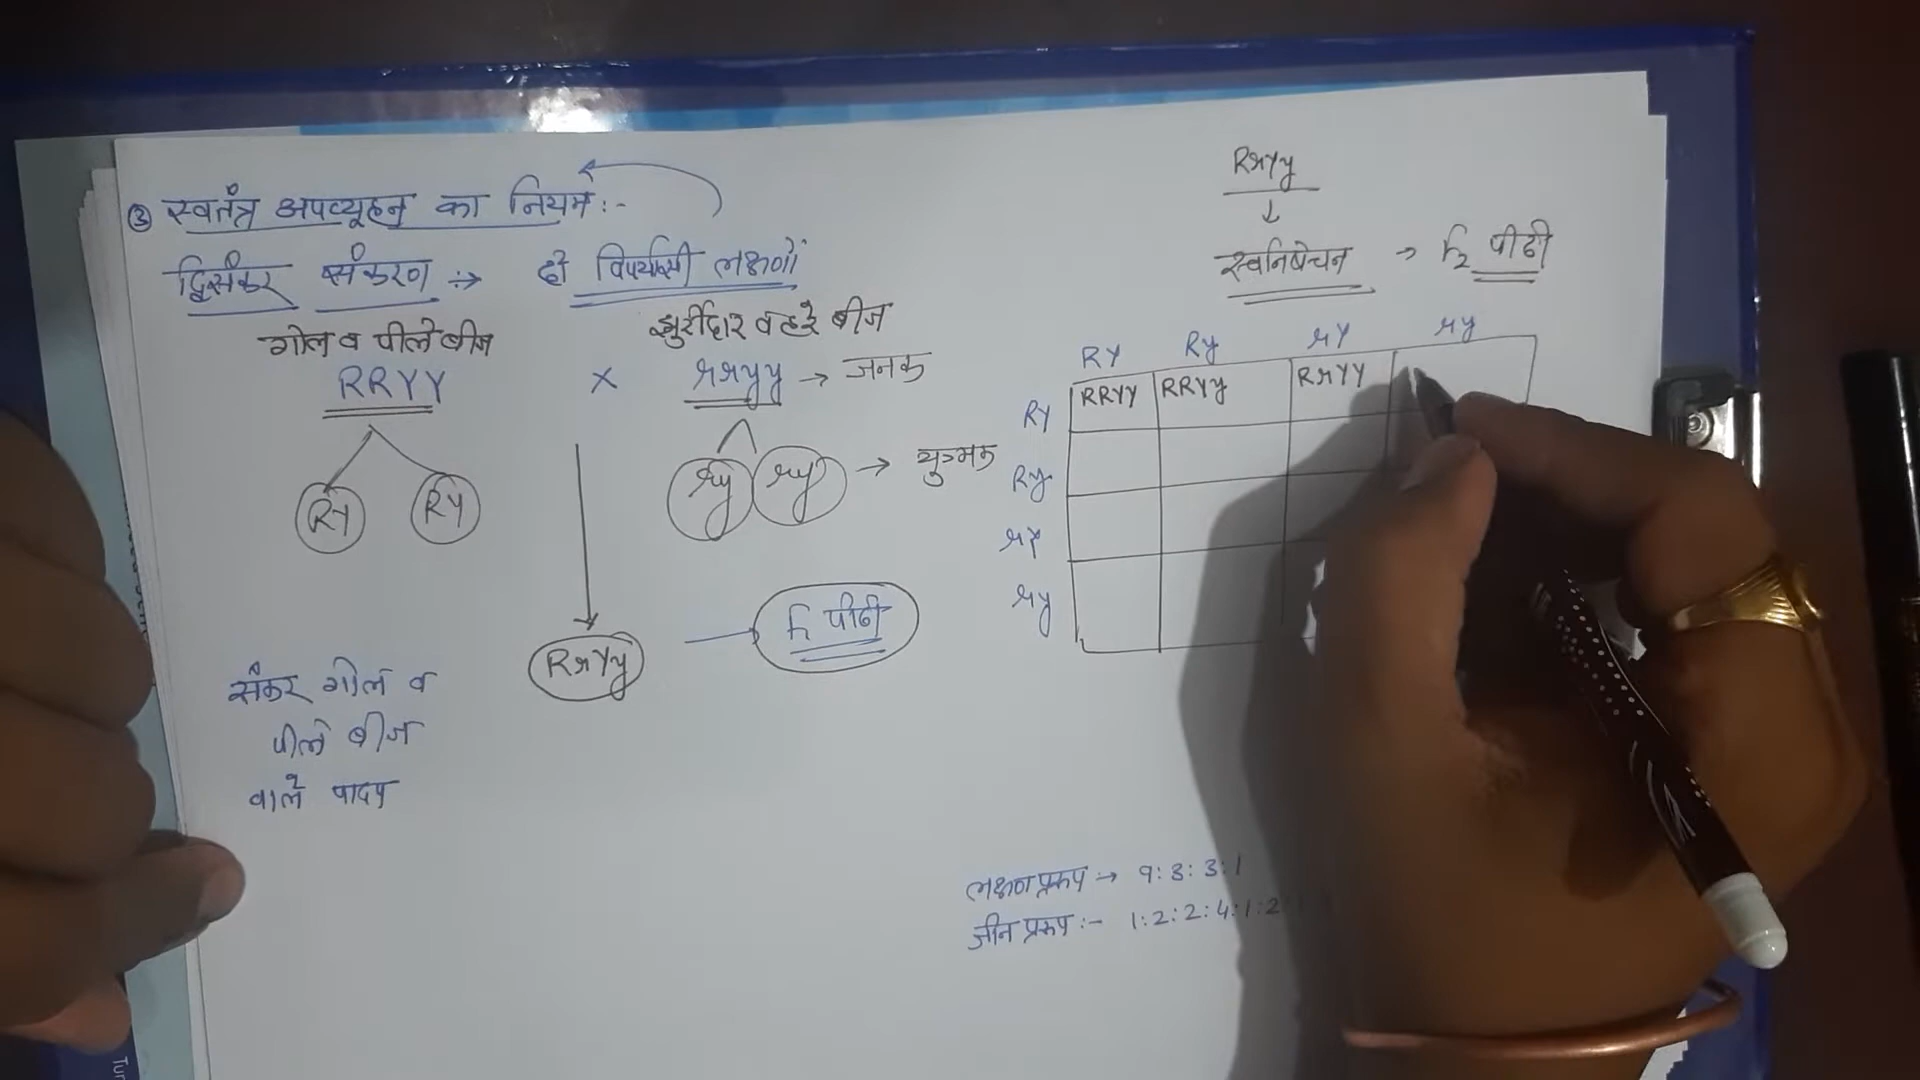 ③ स्वतंत्र अपव्यूहन का नियम :-
द्विसंकर संकरण :→ दो विपर्यासी लक्षणों
गोल व पीले बीज
झुर्रीदार व हरे बीज
RRYY × rryy → जनक
RY RY
ry ry → युग्मक
RrYy — F₁ पीढी
संकर गोल व
पीले बीज
वाले पादप
RrYy
↓
स्वनिषेचन → F₂ पीढी
RY Ry rY ry
RY RRYY RRYy RrYY
Ry
rY
ry
लक्षण प्ररूप → 9:3:3:1
जीन प्ररूप :- 1:2:2:4:1:2